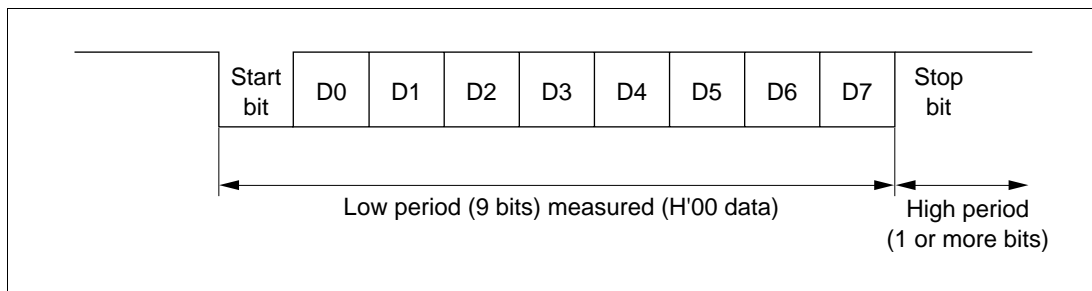 Start
bit
D0 D1 D2 D3 D4 D5 D6 D7
Stop
bit
Low period (9 bits) measured (H'00 data)
High period
(1 or more bits)